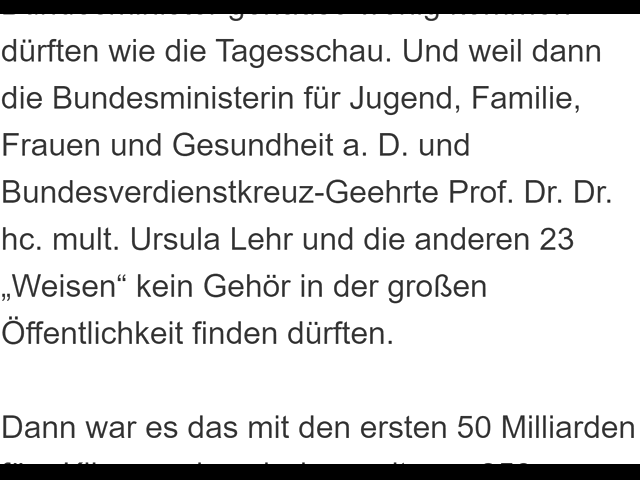 dürften wie die Tagesschau. Und weil dann
die Bundesministerin für Jugend, Familie,
Frauen und Gesundheit a. D. und
Bundesverdienstkreuz-Geehrte Prof. Dr. Dr.
hc. mult. Ursula Lehr und die anderen 23
„Weisen“ kein Gehör in der großen
Öffentlichkeit finden dürften.
Dann war es das mit den ersten 50 Milliarden